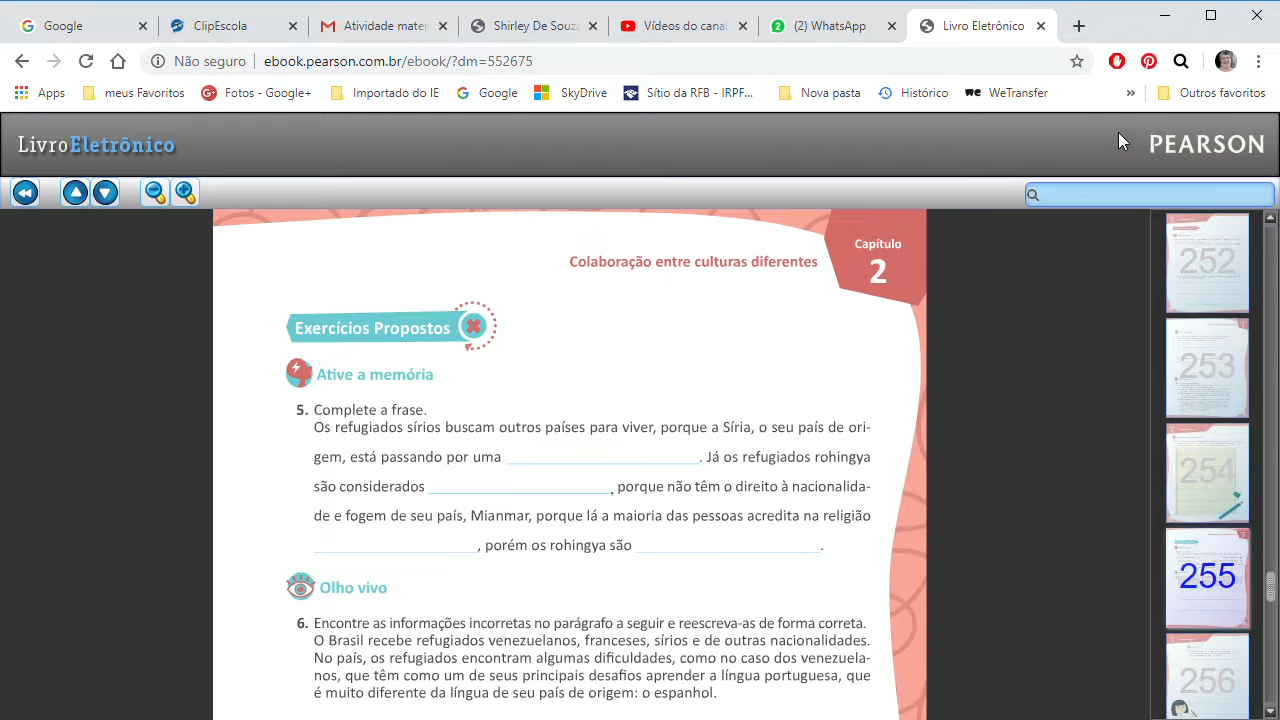 Google
ClipEscola
Atividade mater
Shirley De Souz
Vídeos do canal
(2) WhatsApp
Livro Eletrônico
Não seguro
ebook.pearson.com.br/ebook/?dm=552675
Apps
meus Favoritos
Fotos - Google+
Importado do IE
Google
SkyDrive
Sítio da RFB - IRPF...
Nova pasta
Histórico
we WeTransfer
»
Outros favoritos
LivroEletrônico
PEARSON
Colaboração entre culturas diferentes
Capítulo
2
Exercícios Propostos
Ative a memória
5. Complete a frase.
Os refugiados sírios buscam outros países para viver, porque a Síria, o seu país de ori-
gem, está passando por uma . Já os refugiados rohingya
são considerados , porque não têm o direito à nacionalida-
de e fogem de seu país, Mianmar, porque lá a maioria das pessoas acredita na religião
, porem os rohingya são .
Olho vivo
6. Encontre as informações incorretas no parágrafo a seguir e reescreva-as de forma correta.
O Brasil recebe refugiados venezuelanos, franceses, sírios e de outras nacionalidades.
No país, os refugiados encontram algumas dificuldades, como no caso dos venezuela-
nos, que têm como um de seus principais desafios aprender a língua portuguesa, que
é muito diferente da língua de seu país de origem: o espanhol.
252
253
254
255
256